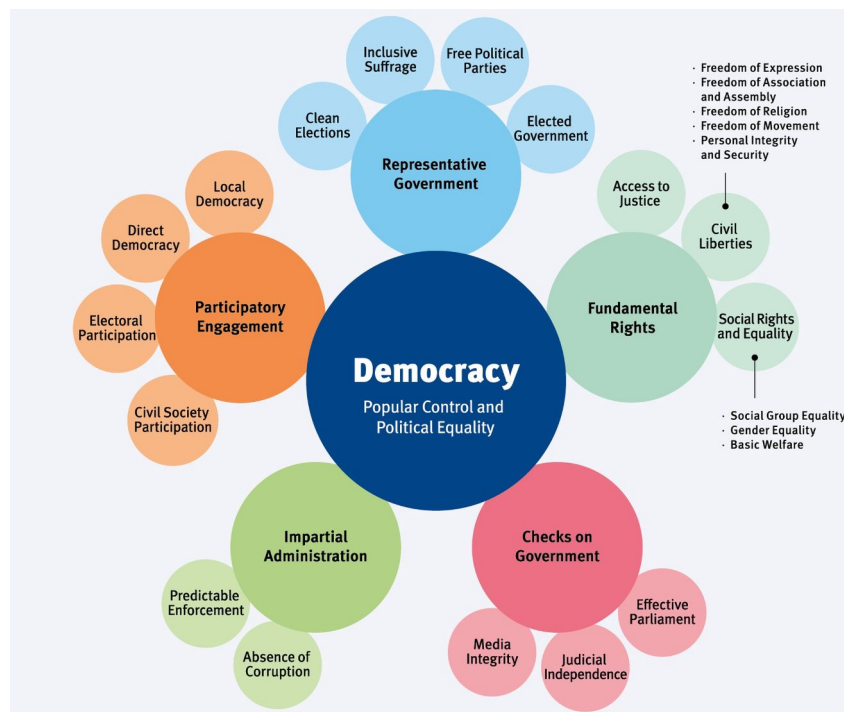 Inclusive
Suffrage
Free Political
Parties
Clean
Elections
Elected
Government
Representative
Government
· Freedom of Expression
· Freedom of Association
and Assembly
· Freedom of Religion
· Freedom of Movement
· Personal Integrity
and Security
Local
Democracy
Direct
Democracy
Electoral
Participation
Civil Society
Participation
Participatory
Engagement
Access to
Justice
Civil
Liberties
Social Rights
and Equality
Fundamental
Rights
· Social Group Equality
· Gender Equality
· Basic Welfare
Democracy
Popular Control and
Political Equality
Impartial
Administration
Predictable
Enforcement
Absence of
Corruption
Checks on
Government
Effective
Parliament
Media
Integrity
Judicial
Independence